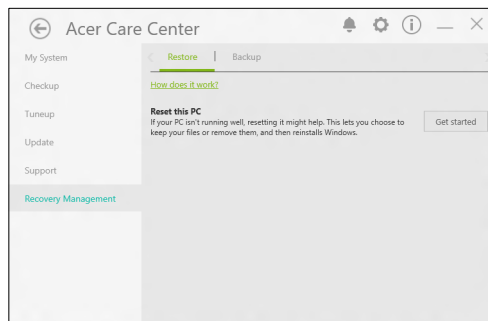 Acer Care Center
My System
Restore
Backup
Checkup
How does it work?
Tuneup
Reset this PC
If your PC isn't running well, resetting it might help. This lets you choose to
keep your files or remove them, and then reinstalls Windows.
Get started
Update
Support
Recovery Management